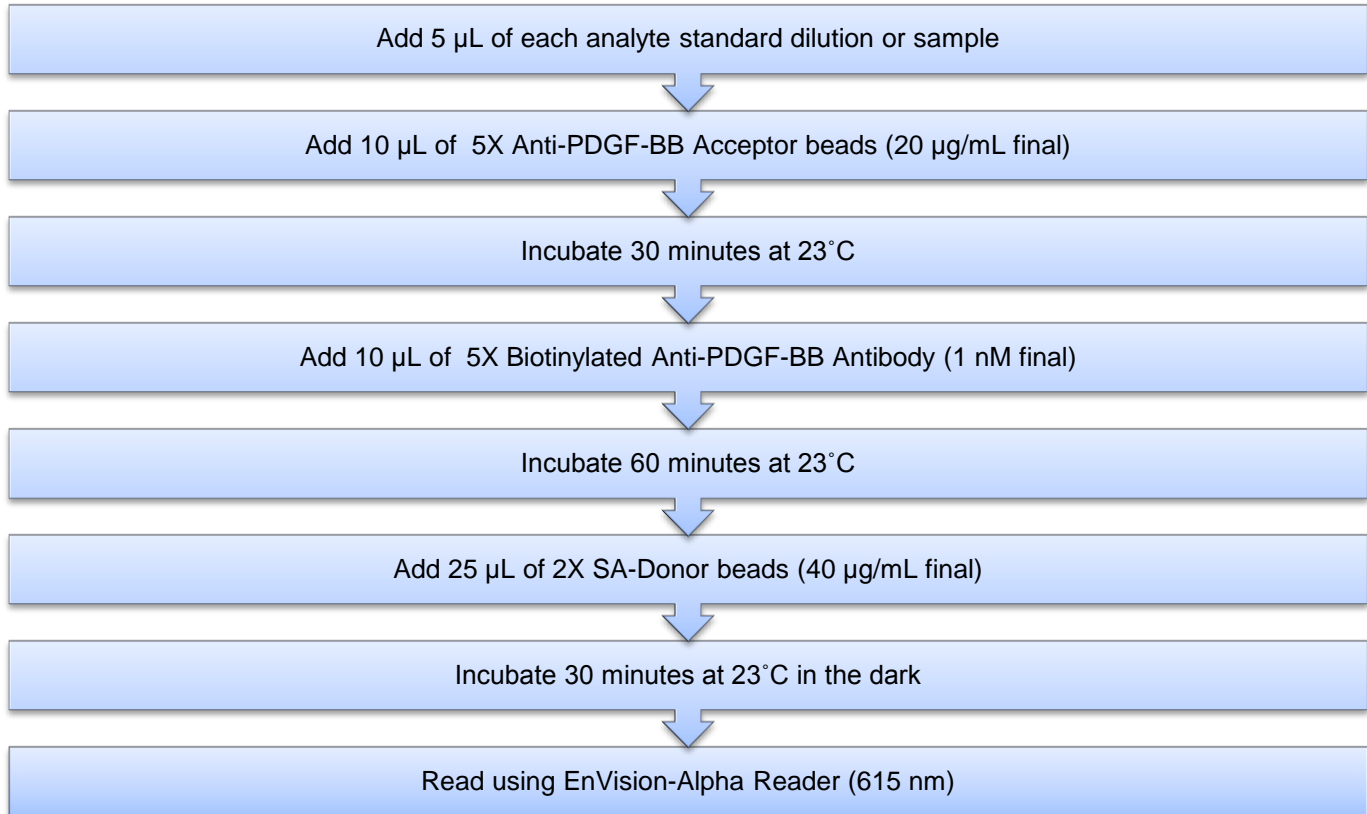 Add 5 µL of each analyte standard dilution or sample
Add 10 µL of  5X Anti-PDGF-BB Acceptor beads (20 µg/mL final)
Incubate 30 minutes at 23˚C
Add 10 µL of  5X Biotinylated Anti-PDGF-BB Antibody (1 nM final)
Incubate 60 minutes at 23˚C
Add 25 µL of 2X SA-Donor beads (40 µg/mL final)
Incubate 30 minutes at 23˚C in the dark
Read using EnVision-Alpha Reader (615 nm)